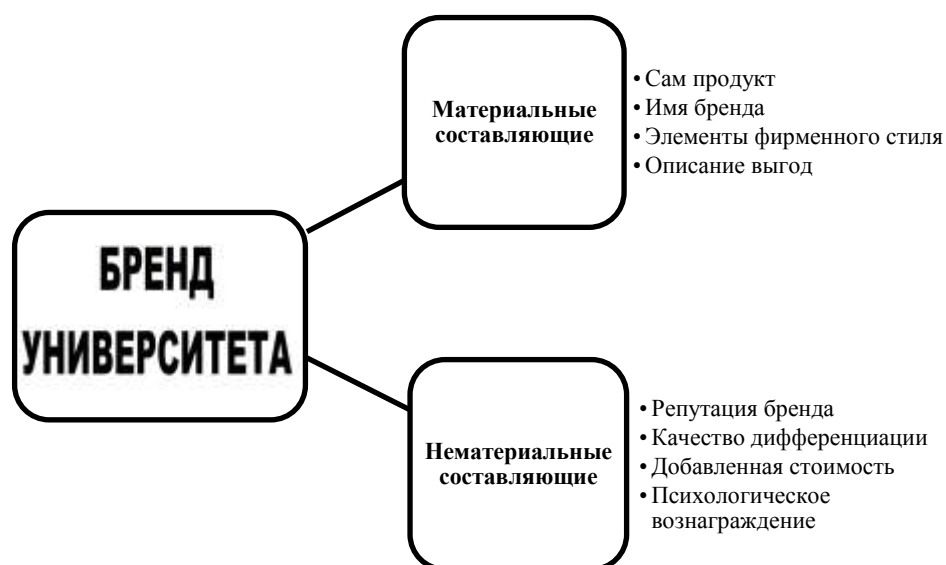 БРЕНД
УНИВЕРСИТЕТА
Материальные
составляющие
• Сам продукт
• Имя бренда
• Элементы фирменного стиля
• Описание выгод
Нематериальные
составляющие
• Репутация бренда
• Качество дифференциации
• Добавленная стоимость
• Психологическое
вознаграждение